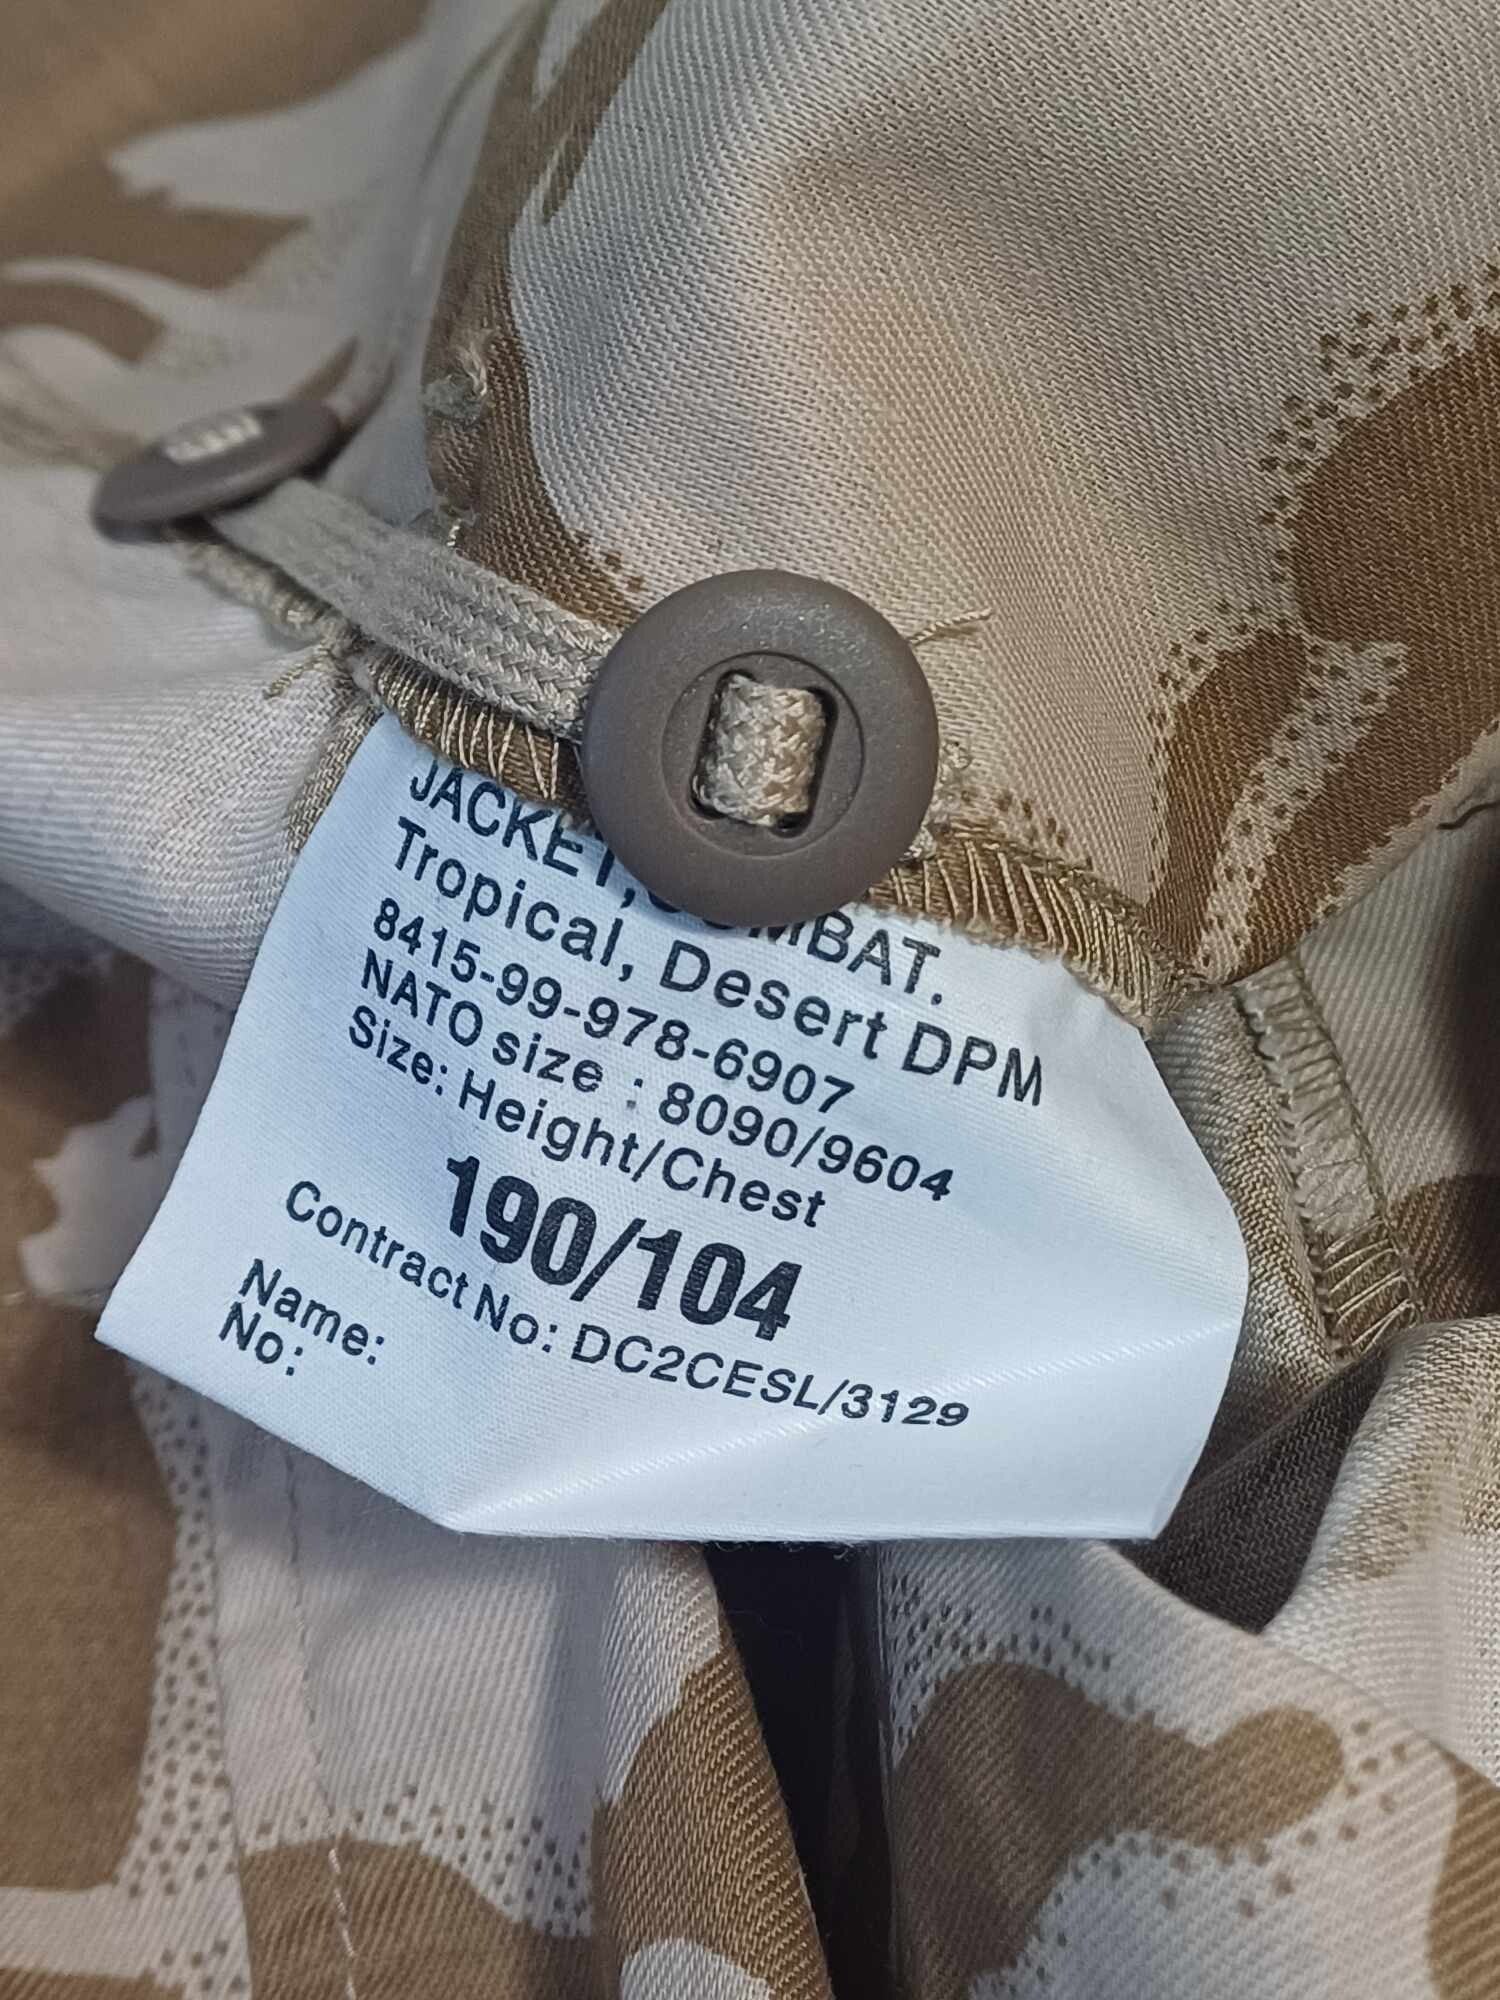 JACKET, COMBAT.
Tropical, Desert DPM
8415-99-978-6907
NATO size : 8090/9604
Size: Height/Chest
190/104
Contract No: DC2CESL/3129
Name:
No: